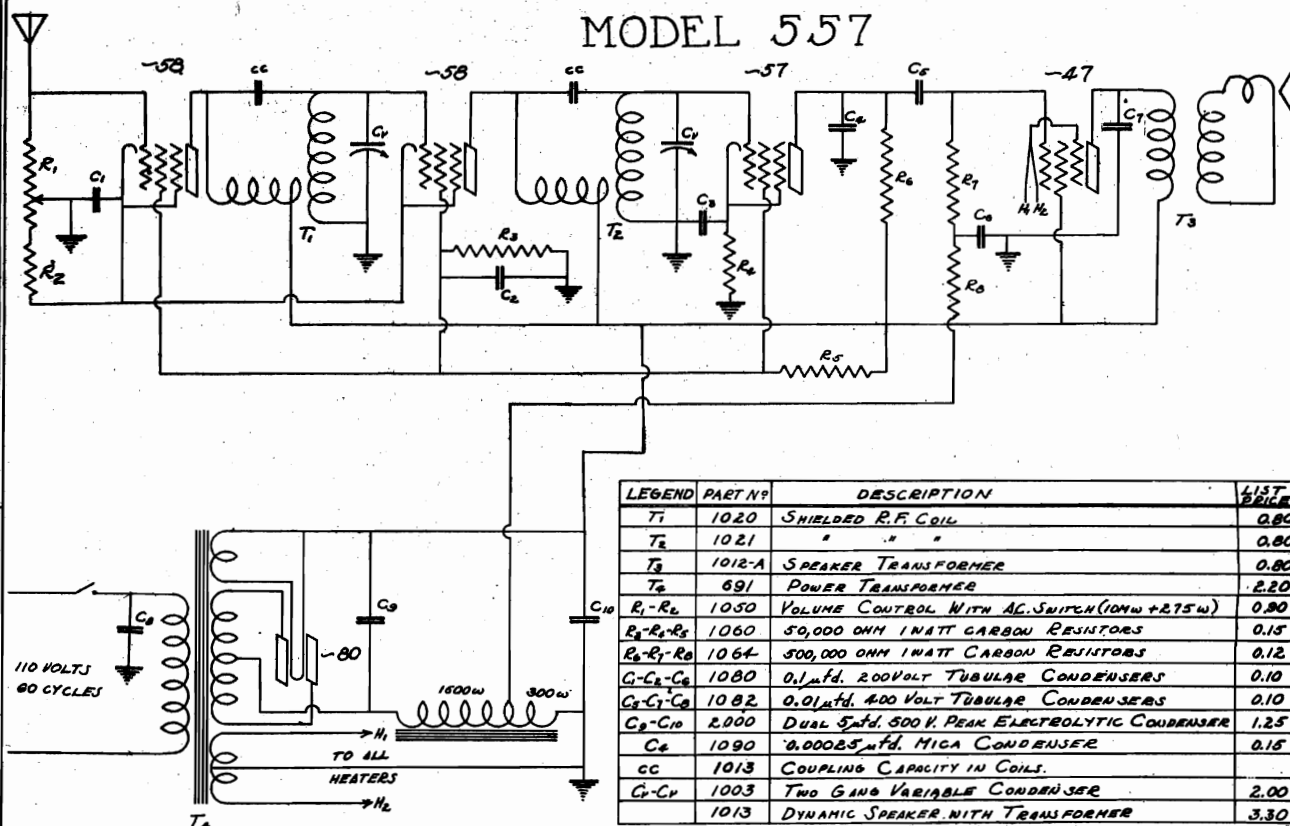 MODEL 557
~58
cc
~58
cc
~57
C5
~47
R1
C1
R2
T1
Cv
R3
C2
T2
Cv
C3
R4
C4
R6
R7
C6
R8
H1 H2
C7
T3
R5
C8
110 VOLTS
60 CYCLES
~80
C9
C10
1600ω 300ω
H1
TO ALL
HEATERS
H2
T4
LEGEND PART No DESCRIPTION LIST PRICE
T1 1020 SHIELDED R.F. COIL 0.80
T2 1021 " " " 0.80
T3 1012-A SPEAKER TRANSFORMER 0.80
T4 691 POWER TRANSFORMER 2.20
R1-R2 1050 VOLUME CONTROL WITH AC. SWITCH (10Mω + 275ω) 0.90
R3-R4-R5 1060 50,000 OHM 1 WATT CARBON RESISTORS 0.15
R6-R7-R8 1064 500,000 OHM 1 WATT CARBON RESISTORS 0.12
C1-C2-C6 1080 0.1 μfd. 200 VOLT TUBULAR CONDENSERS 0.10
C5-C7-C8 1082 0.01 μfd. 400 VOLT TUBULAR CONDENSERS 0.10
C9-C10 2000 DUAL 5 μfd. 500 V. PEAK ELECTROLYTIC CONDENSER 1.25
C4 1090 0.00025 μfd. MICA CONDENSER 0.15
cc 1013 COUPLING CAPACITY IN COILS.
Cv-Cv 1003 TWO GANG VARIABLE CONDENSER 2.00
1013 DYNAMIC SPEAKER WITH TRANSFORMER 3.30